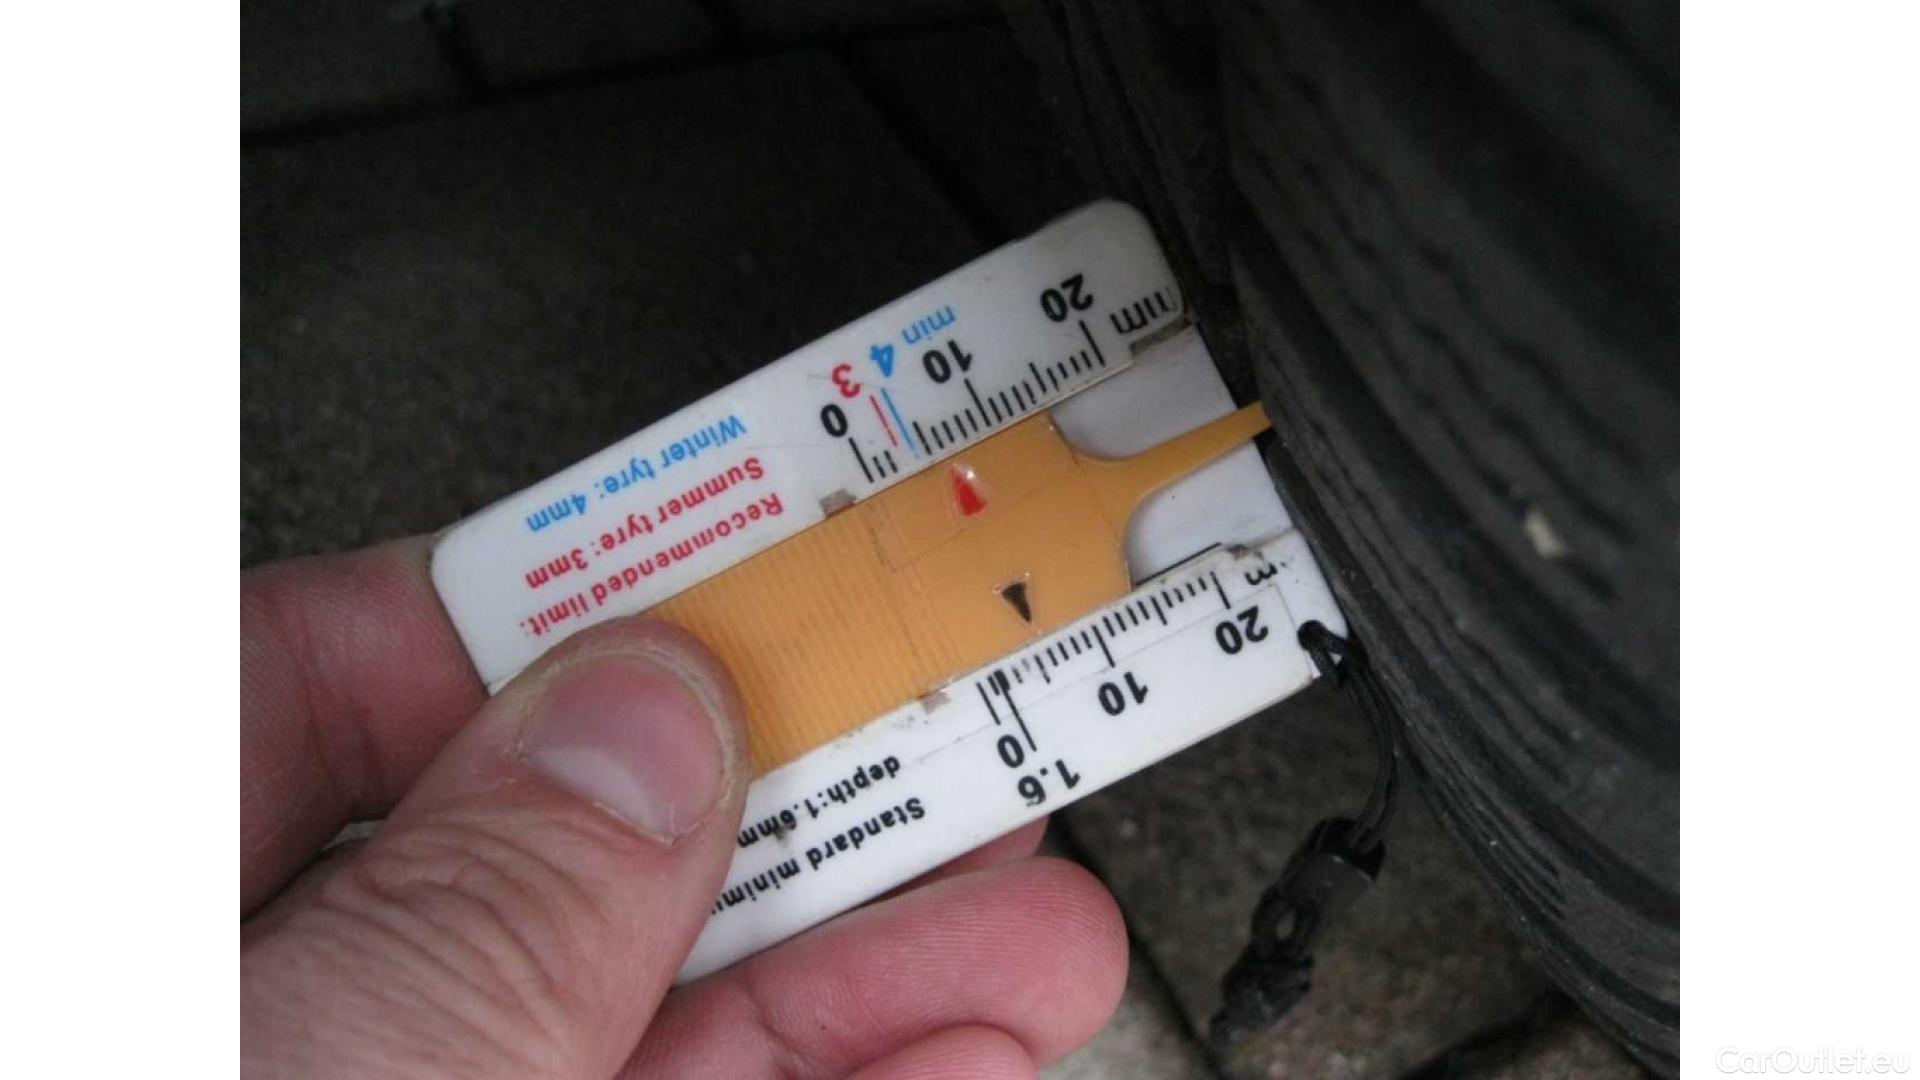 Recommended limit:
Summer tyre: 3mm
Winter tyre: 4mm
0 3 4 min
10
20
mm
Standard
depth:1.6mm
0
1.6
10
20
CarOutlet.eu